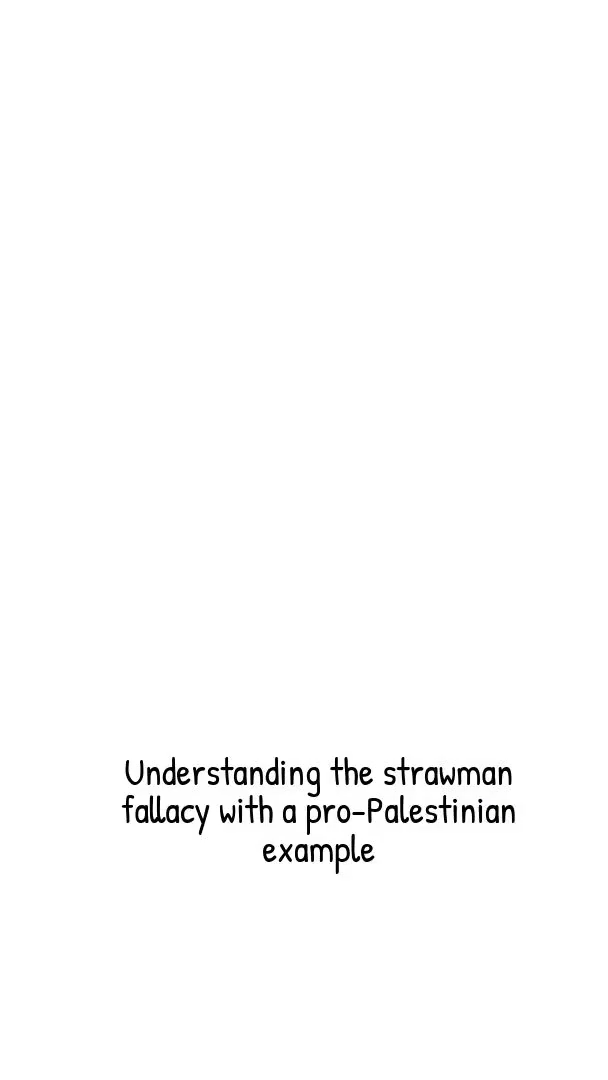 Understanding the strawman
fallacy with a pro-Palestinian
example